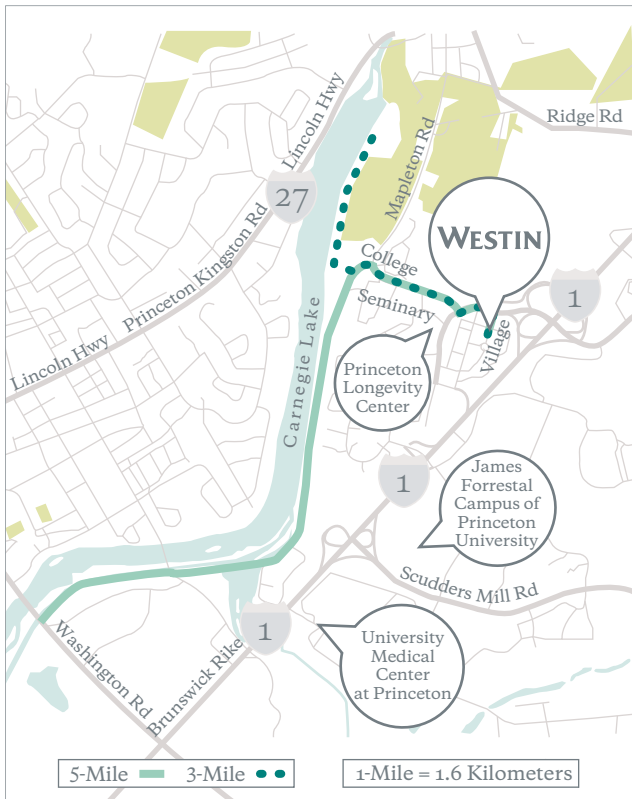 Lincoln Hwy
27
Ridge Rd
Mapleton Rd
WESTIN
Princeton Kingston Rd
College
Seminary
1
Village
Lincoln Hwy
Carnegie Lake
Princeton
Longevity
Center
1
James
Forrestal
Campus of
Princeton
University
Scudders Mill Rd
1
University
Medical
Center
at Princeton
Washington Rd
Brunswick Rike
5-Mile
3-Mile
1-Mile = 1.6 Kilometers